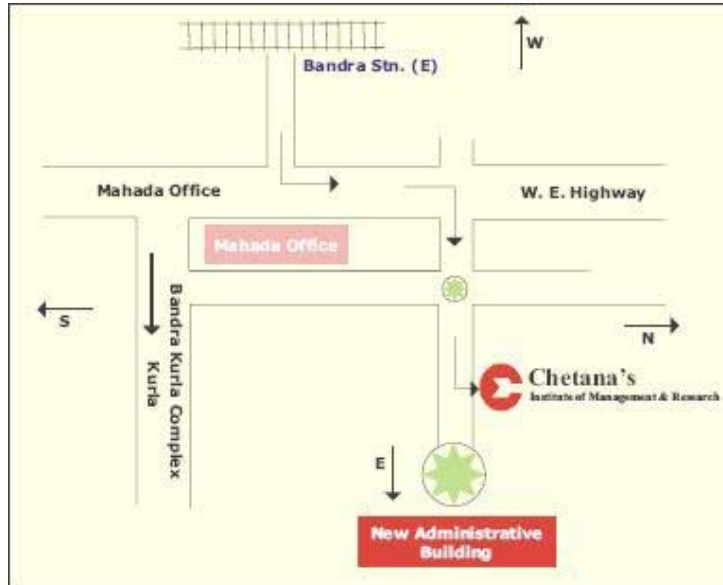 Bandra Stn. (E)
W
Mahada Office
W. E. Highway
Mahada Office
S
N
Bandra Kurla Complex
Kurla
Chetana's
Institute of Management & Research
E
New Administrative
Building